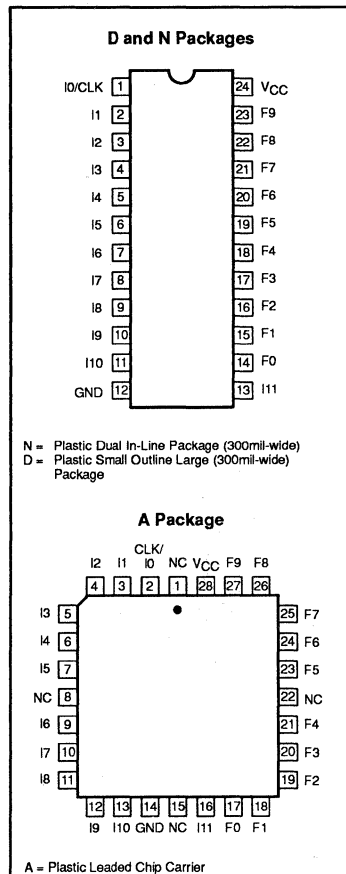 D and N Packages
I0/CLK 1 24 VCC
I1 2 23 F9
I2 3 22 F8
I3 4 21 F7
I4 5 20 F6
I5 6 19 F5
I6 7 18 F4
I7 8 17 F3
I8 9 16 F2
I9 10 15 F1
I10 11 14 F0
GND 12 13 I11
N = Plastic Dual In-Line Package (300mil-wide)
D = Plastic Small Outline Large (300mil-wide)
Package
A Package
CLK/
I2 I1 I0 NC VCC F9 F8
4 3 2 1 28 27 26
I3 5 25 F7
I4 6 24 F6
I5 7 23 F5
NC 8 22 NC
I6 9 21 F4
I7 10 20 F3
I8 11 19 F2
12 13 14 15 16 17 18
I9 I10 GND NC I11 F0 F1
A = Plastic Leaded Chip Carrier